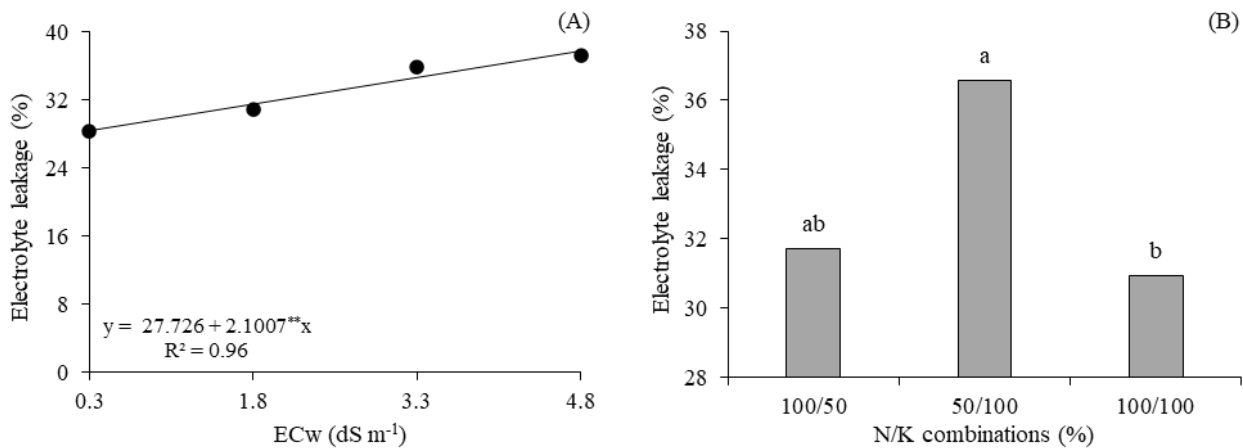 (A)
Electrolyte leakage (%)
40
32
24
16
8
0
y = 27.726 + 2.1007**x
R² = 0.96
0.3 1.8 3.3 4.8
ECw (dS m⁻¹)
(B)
Electrolyte leakage (%)
38
36
34
32
30
28
ab
a
b
100/50 50/100 100/100
N/K combinations (%)